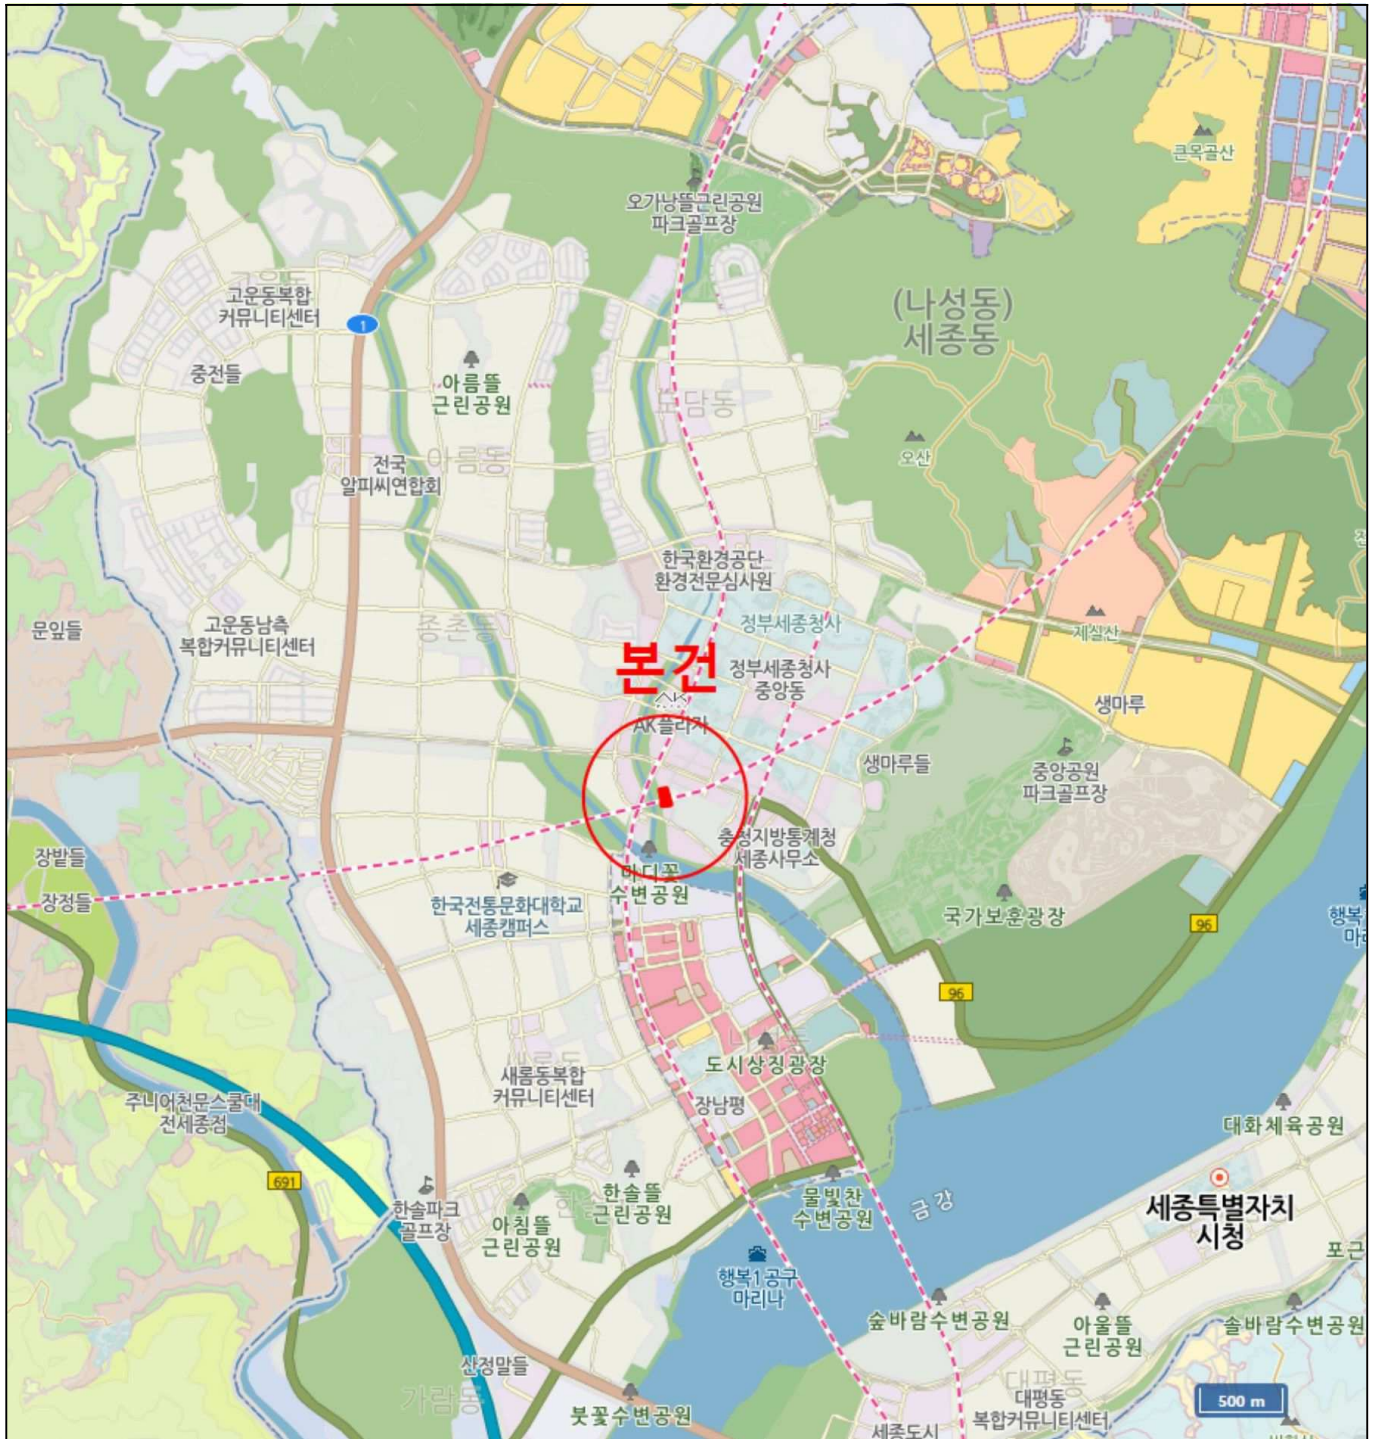 큰목골산
오가낭뜰근린공원
파크골프장
(나성동)
세종동
고운동복합
커뮤니티센터
1
중전들
아름뜰
근린공원
도담동
오산
전국
알피씨연합회
아름동
한국환경공단
환경전문심사원
정부세종청사
제실산
문잎들
고운동남측
복합커뮤니티센터
종촌동
본건
정부세종청사
중앙동
생마루
AK플라자
생마루들
중앙공원
파크골프장
장밭들
장정들
충청지방통계청
세종사무소
마디꽃
수변공원
한국전통문화대학교
세종캠퍼스
국가보훈광장
96
96
도시상징광장
새롬동
새롬동복합
커뮤니티센터
장남평
주니어천문스쿨대
전세종점
대화체육공원
691
한솔파크
골프장
아침뜰
근린공원
한솔뜰
근린공원
물빛찬
수변공원
금강
세종특별자치
시청
포근
행복1공구
마리나
숲바람수변공원
아울뜰
근린공원
솔바람수변공원
산정말들
가람동
붓꽃수변공원
대평동
대평동
복합커뮤니티센터
세종도시
500 m